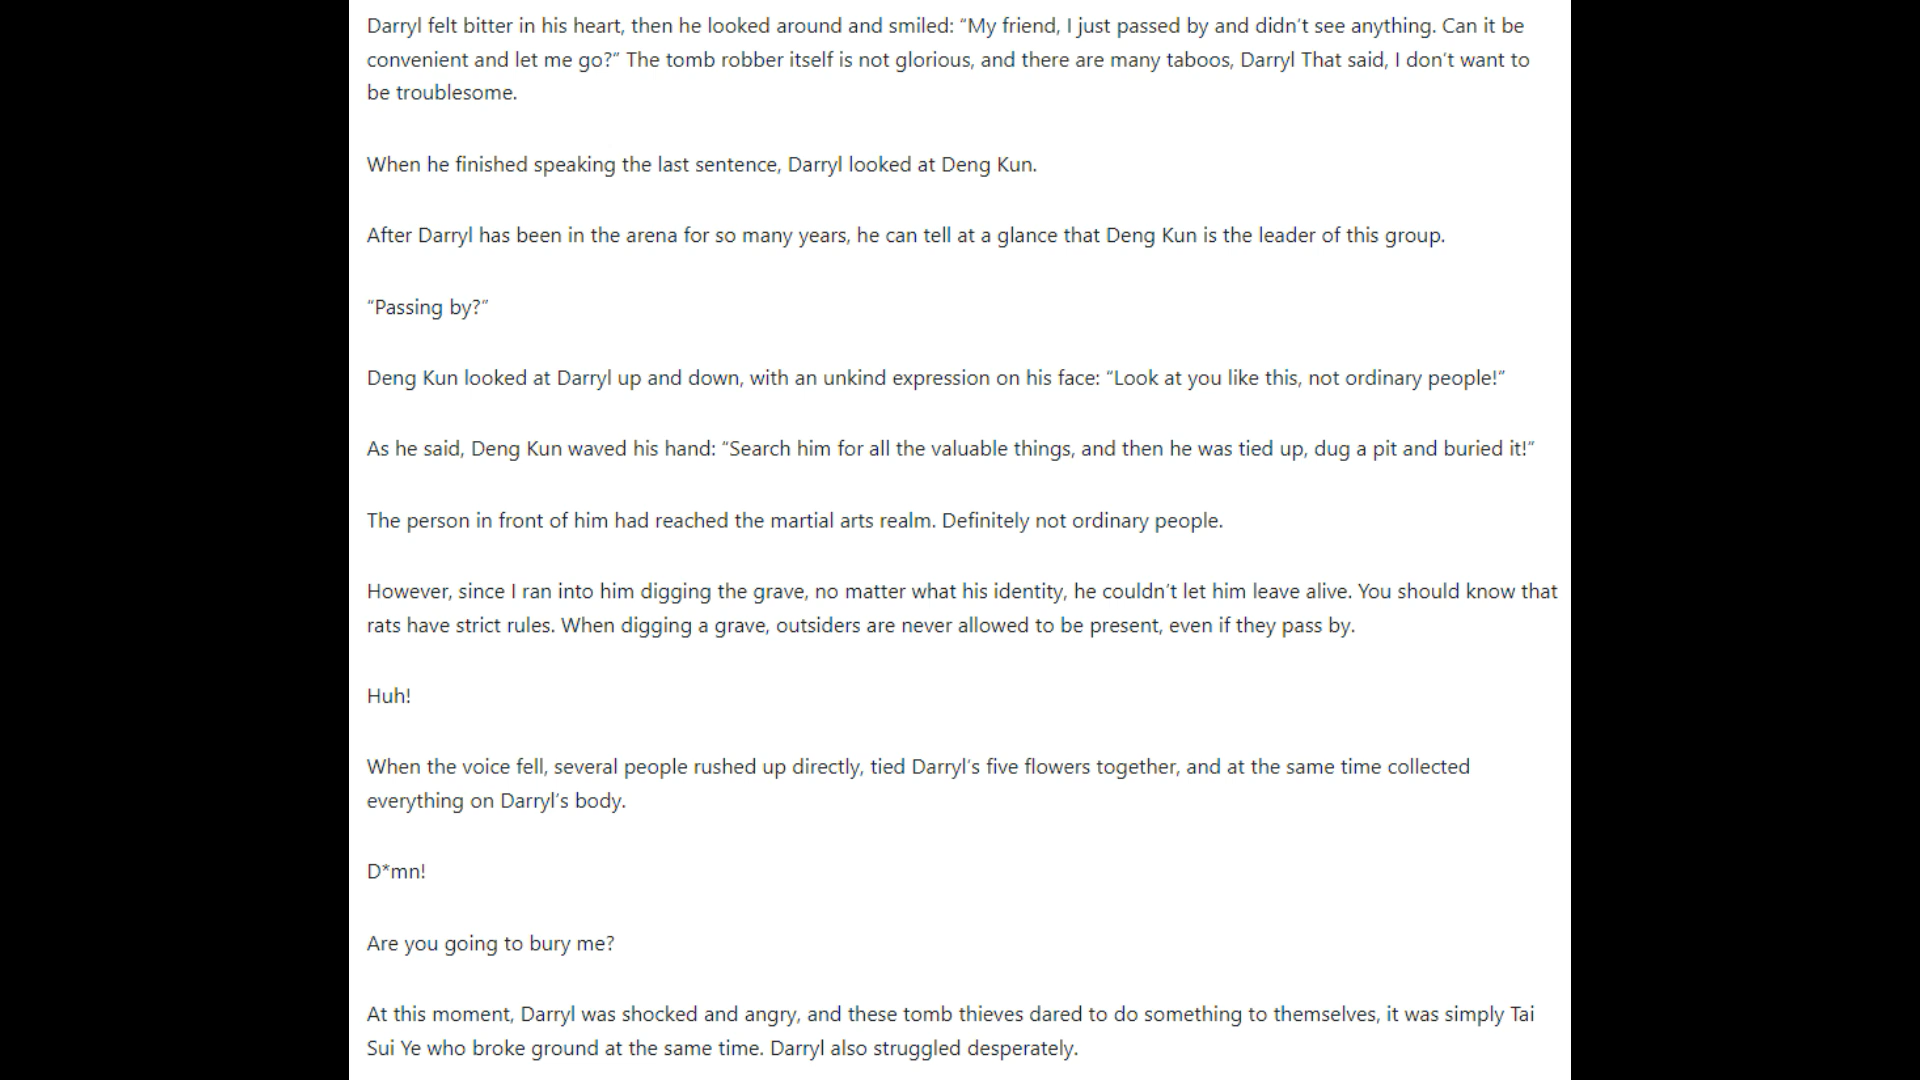 Darryl felt bitter in his heart, then he looked around and smiled: “My friend, I just passed by and didn’t see anything. Can it be
convenient and let me go?” The tomb robber itself is not glorious, and there are many taboos, Darryl That said, I don’t want to
be troublesome.
When he finished speaking the last sentence, Darryl looked at Deng Kun.
After Darryl has been in the arena for so many years, he can tell at a glance that Deng Kun is the leader of this group.
“Passing by?”
Deng Kun looked at Darryl up and down, with an unkind expression on his face: “Look at you like this, not ordinary people!”
As he said, Deng Kun waved his hand: “Search him for all the valuable things, and then he was tied up, dug a pit and buried it!”
The person in front of him had reached the martial arts realm. Definitely not ordinary people.
However, since I ran into him digging the grave, no matter what his identity, he couldn’t let him leave alive. You should know that
rats have strict rules. When digging a grave, outsiders are never allowed to be present, even if they pass by.
Huh!
When the voice fell, several people rushed up directly, tied Darryl’s five flowers together, and at the same time collected
everything on Darryl’s body.
D*mn!
Are you going to bury me?
At this moment, Darryl was shocked and angry, and these tomb thieves dared to do something to themselves, it was simply Tai
Sui Ye who broke ground at the same time. Darryl also struggled desperately.